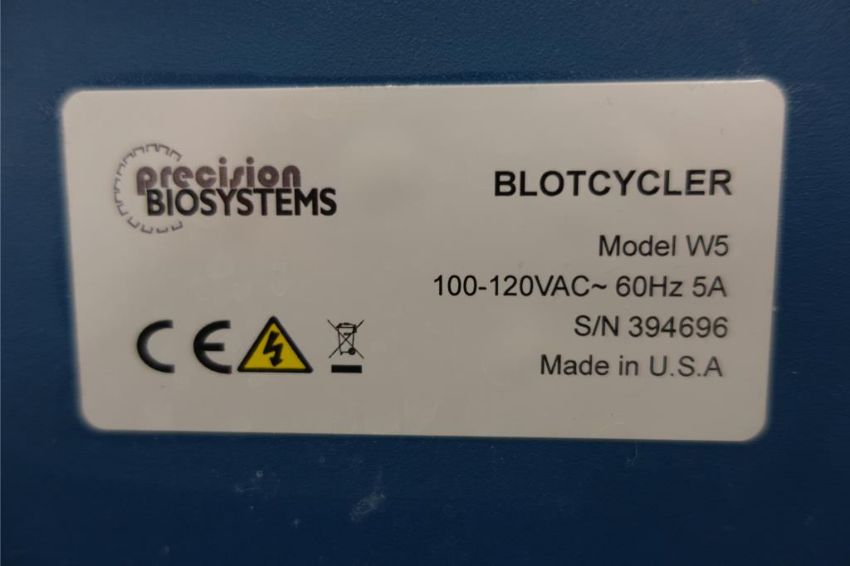 precision
BIOSYSTEMS
BLOTCYCLER
Model W5
100-120VAC~ 60Hz 5A
S/N 394696
Made in U.S.A
CE